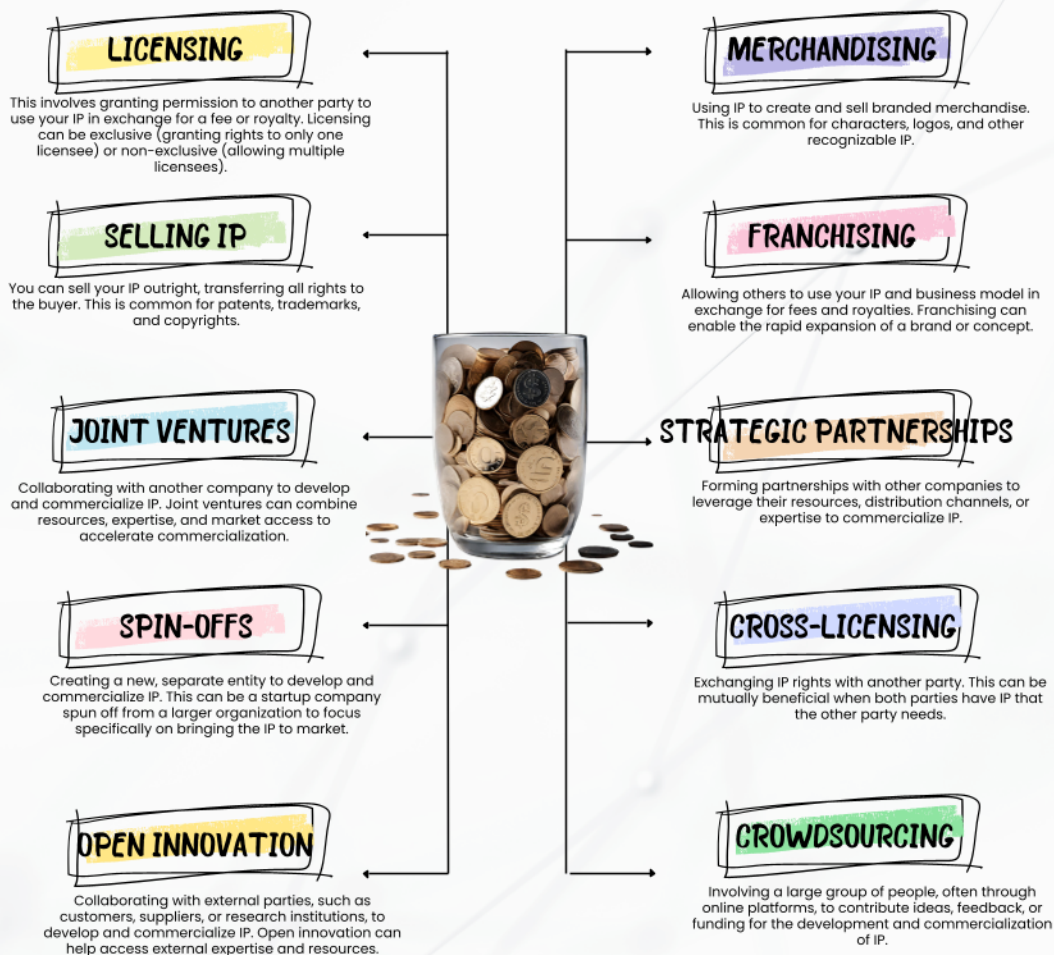 LICENSING
This involves granting permission to another party to
use your IP in exchange for a fee or royalty. Licensing
can be exclusive (granting rights to only one
licensee) or non-exclusive (allowing multiple
licensees).
SELLING IP
You can sell your IP outright, transferring all rights to
the buyer. This is common for patents, trademarks,
and copyrights.
JOINT VENTURES
Collaborating with another company to develop
and commercialize IP. Joint ventures can combine
resources, expertise, and market access to
accelerate commercialization.
SPIN-OFFS
Creating a new, separate entity to develop and
commercialize IP. This can be a startup company
spun off from a larger organization to focus
specifically on bringing the IP to market.
OPEN INNOVATION
Collaborating with external parties, such as
customers, suppliers, or research institutions, to
develop and commercialize IP. Open innovation can
help access external expertise and resources.
MERCHANDISING
Using IP to create and sell branded merchandise.
This is common for characters, logos, and other
recognizable IP.
FRANCHISING
Allowing others to use your IP and business model in
exchange for fees and royalties. Franchising can
enable the rapid expansion of a brand or concept.
STRATEGIC PARTNERSHIPS
Forming partnerships with other companies to
leverage their resources, distribution channels, or
expertise to commercialize IP.
CROSS-LICENSING
Exchanging IP rights with another party. This can be
mutually beneficial when both parties have IP that
the other party needs.
CROWDSOURCING
Involving a large group of people, often through
online platforms, to contribute ideas, feedback, or
funding for the development and commercialization
of IP.